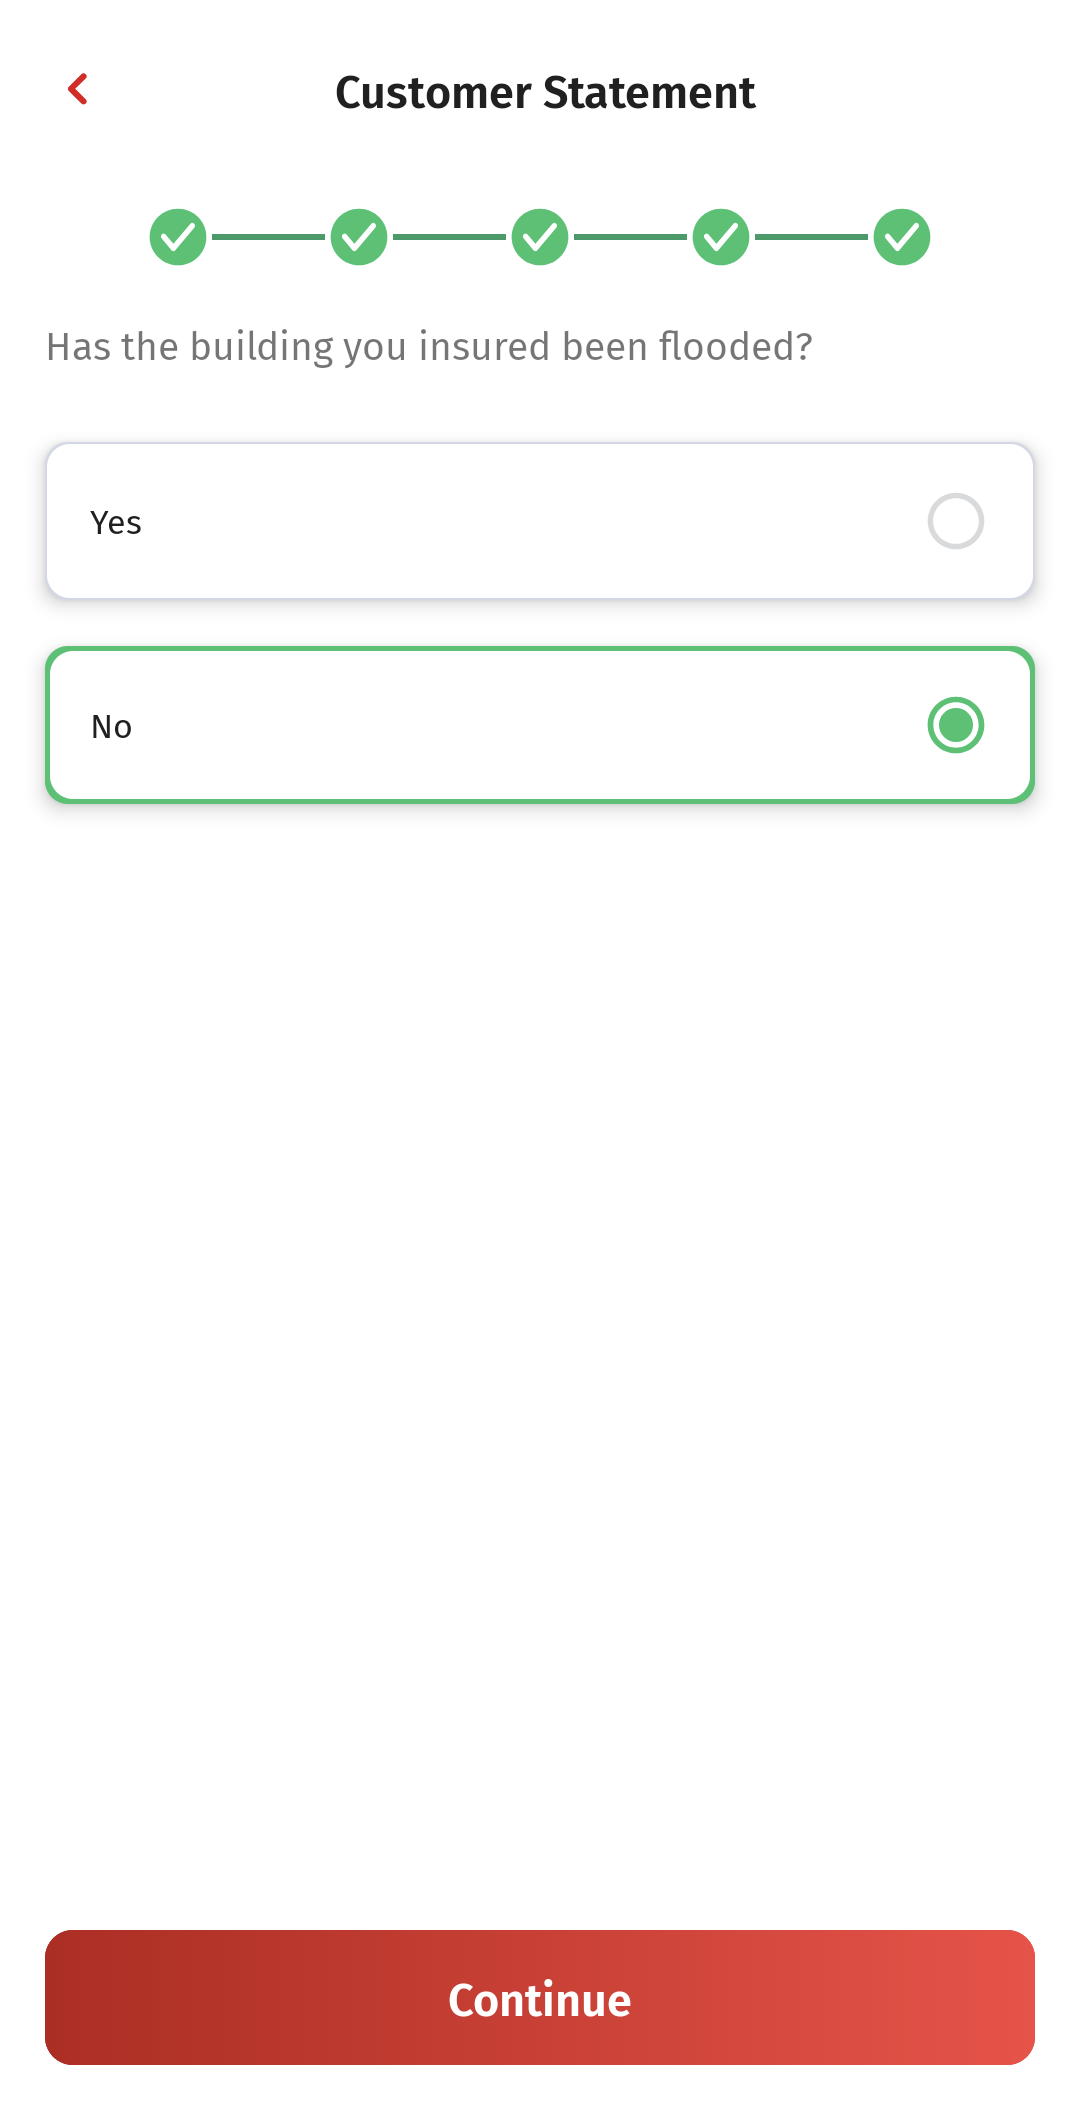 Customer Statement
Has the building you insured been flooded?
Yes
No
Continue